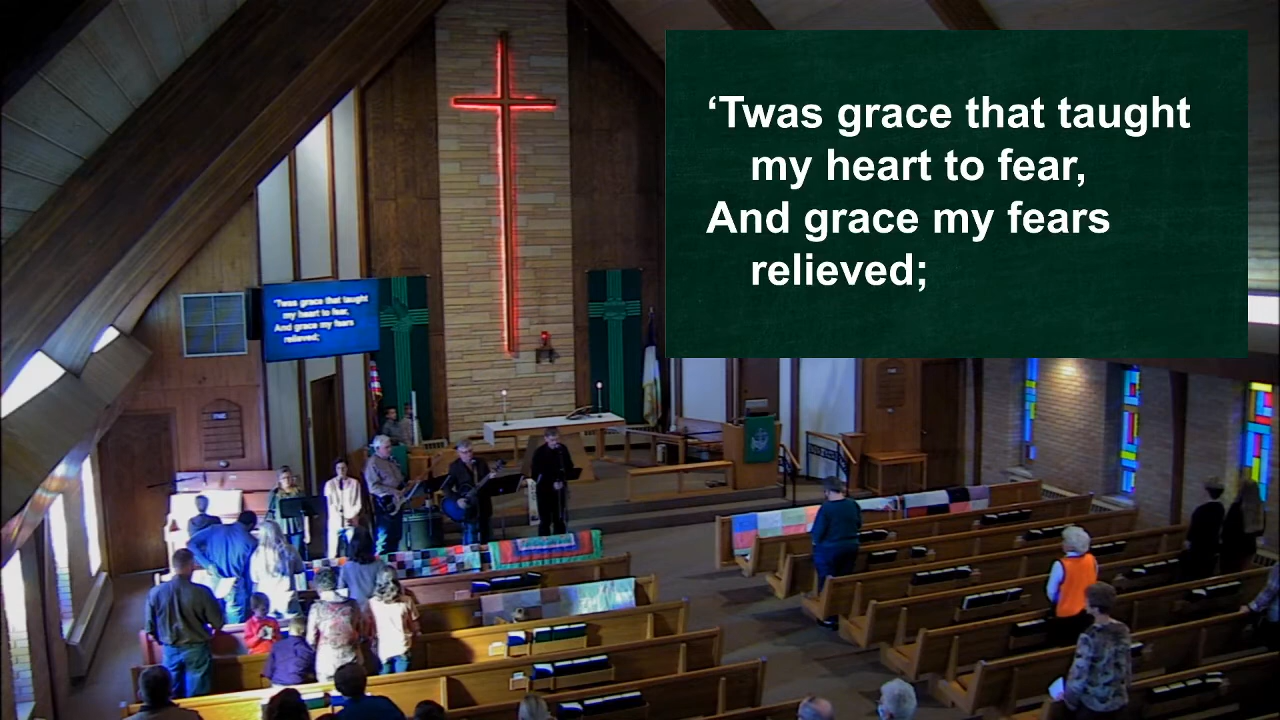 ‘Twas grace that taught
my heart to fear,
And grace my fears
relieved;
'Twas grace that taught
my heart to fear,
And grace my fears
relieved;